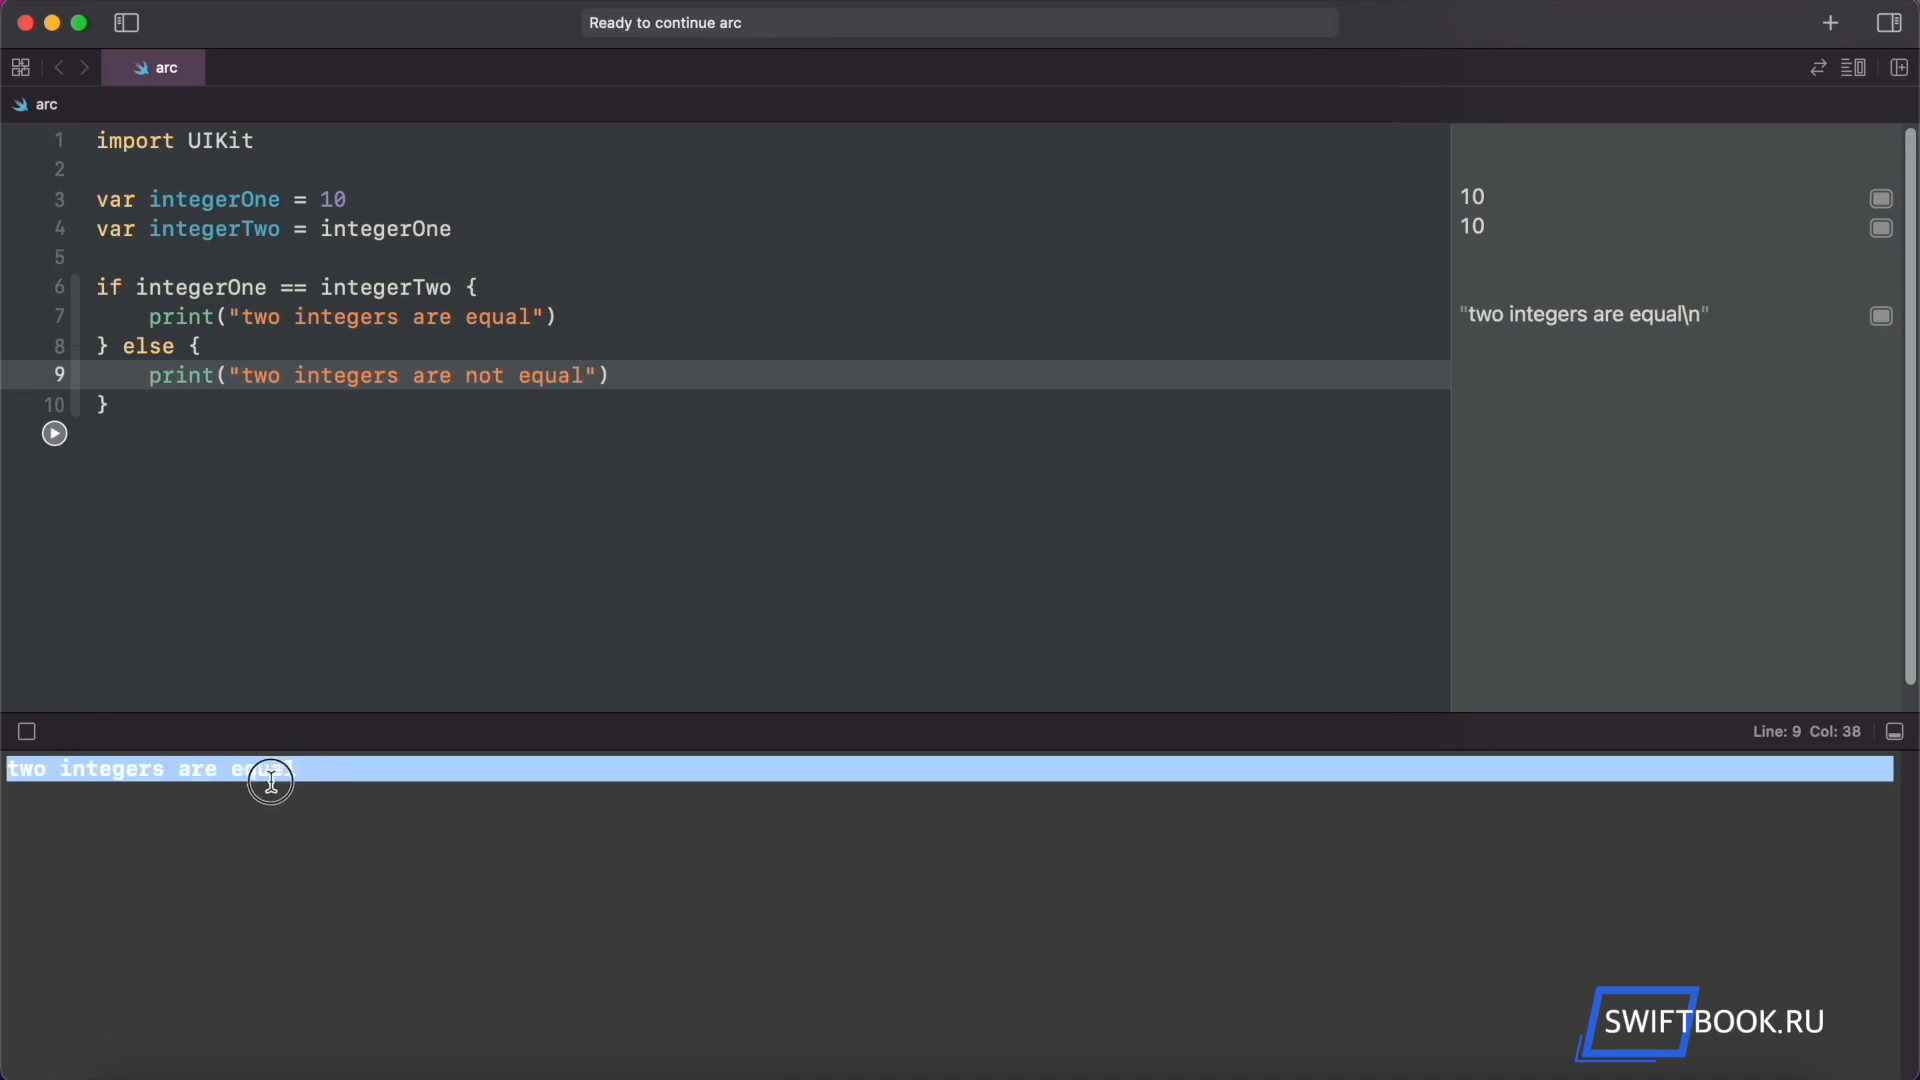 Ready to continue arc
arc
arc
1 import UIKit
2
3 var integerOne = 10
10
4 var integerTwo = integerOne
10
5
6 if integerOne == integerTwo {
7     print("two integers are equal")
"two integers are equal\n"
8 } else {
9     print("two integers are not equal")
10 }
Line: 9 Col: 38
two integers are equal
SWIFTBOOK.RU